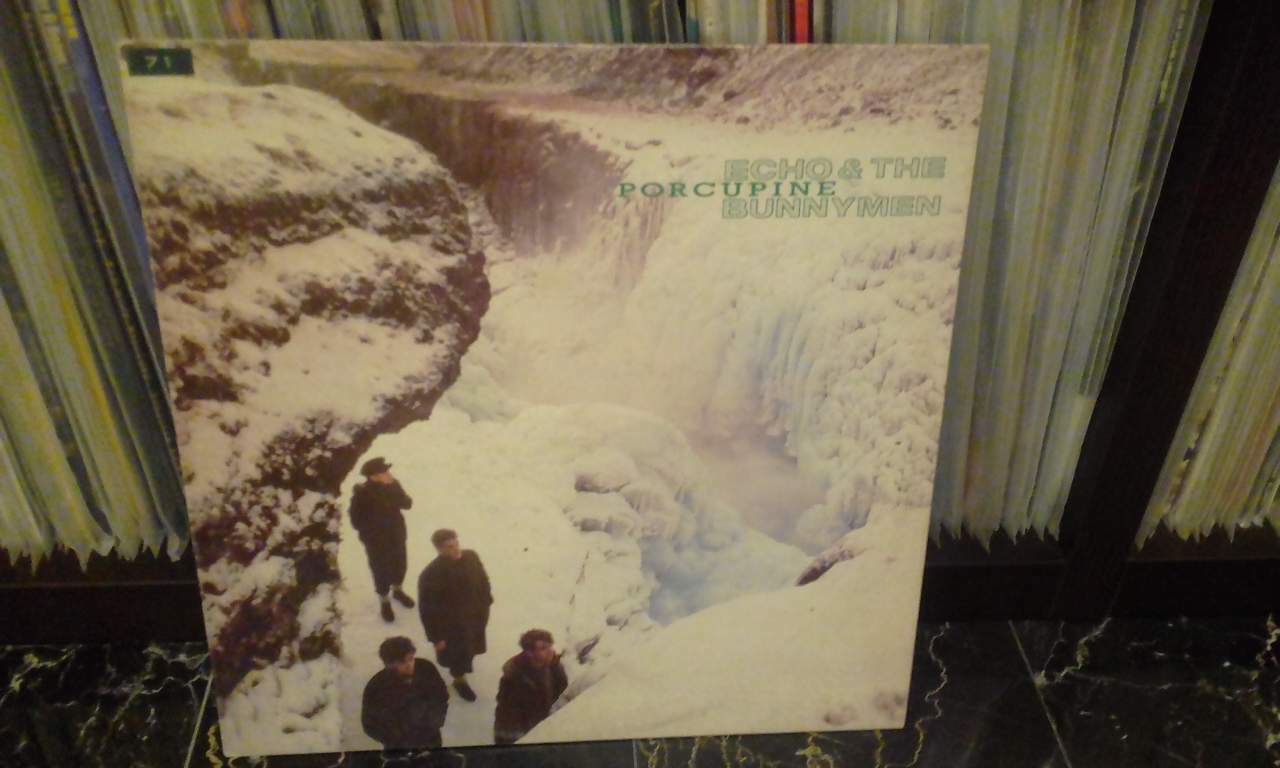 71
ECHO & THE
PORCUPINE
BUNNYMEN